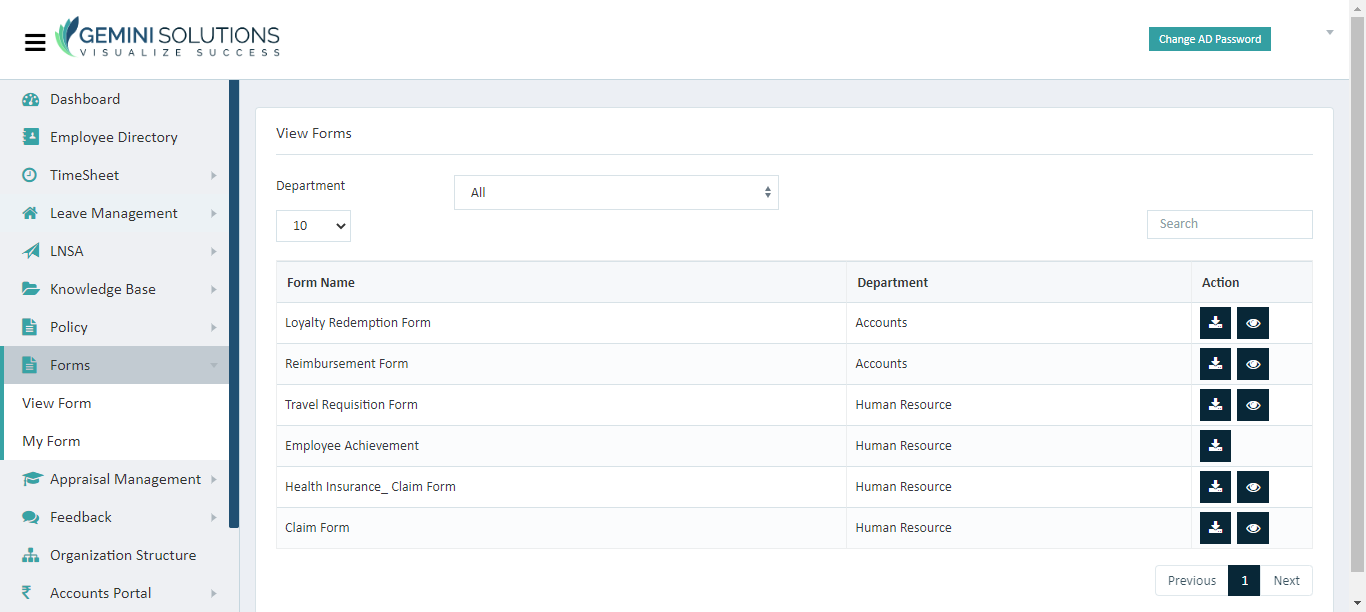 GEMINI SOLUTIONS
VISUALIZE SUCCESS
Change AD Password
Dashboard
Employee Directory
TimeSheet
Leave Management
LNSA
Knowledge Base
Policy
Forms
View Form
My Form
Appraisal Management
Feedback
Organization Structure
Accounts Portal
View Forms
Department All
10 Search
Form Name Department Action
Loyalty Redemption Form Accounts
Reimbursement Form Accounts
Travel Requisition Form Human Resource
Employee Achievement Human Resource
Health Insurance_ Claim Form Human Resource
Claim Form Human Resource
Previous 1 Next